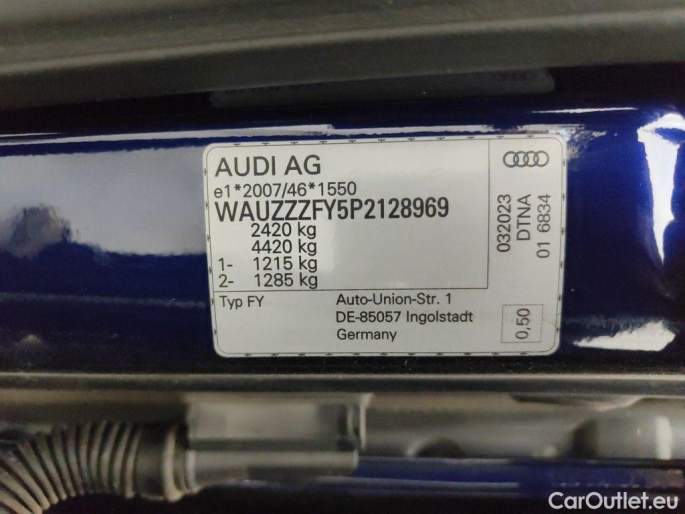 AUDI AG
e1*2007/46*1550
WAUZZZFY5P2128969
2420 kg
4420 kg
1- 1215 kg
2- 1285 kg
Typ FY
Auto-Union-Str. 1
DE-85057 Ingolstadt
Germany
032023
DTNA
01 6834
0,50
CarOutlet.eu